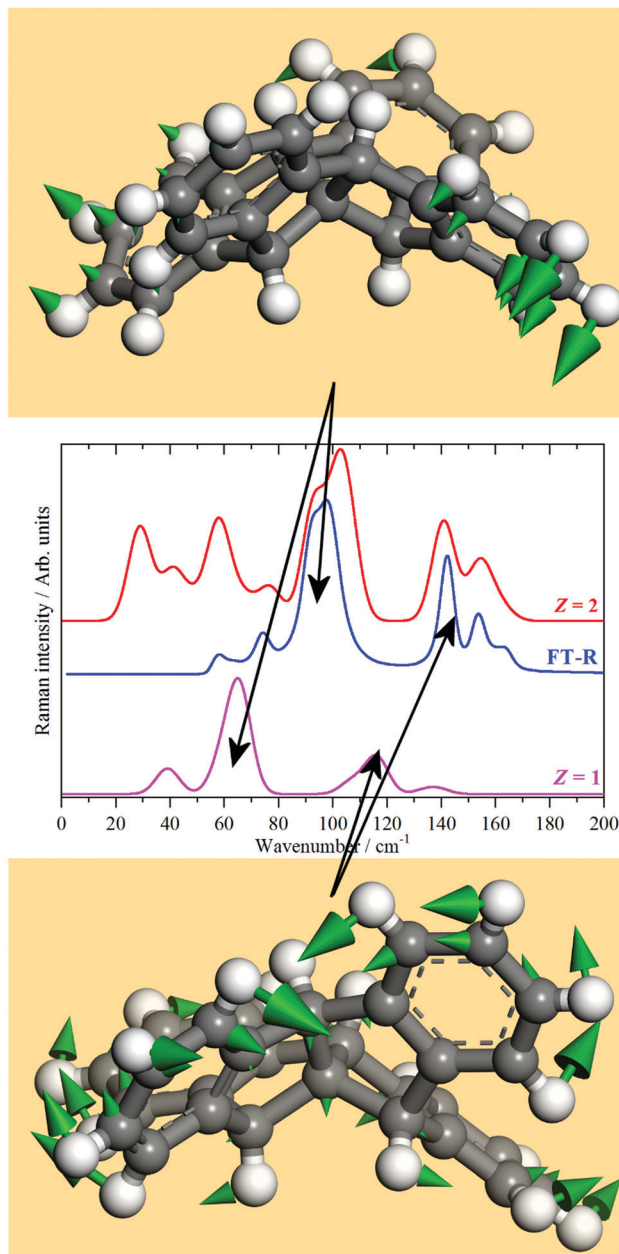 Raman intensity / Arb. units
Z = 2
FT-R
Z = 1
0 20 40 60 80 100 120 140 160 180 200
Wavenumber / cm-1